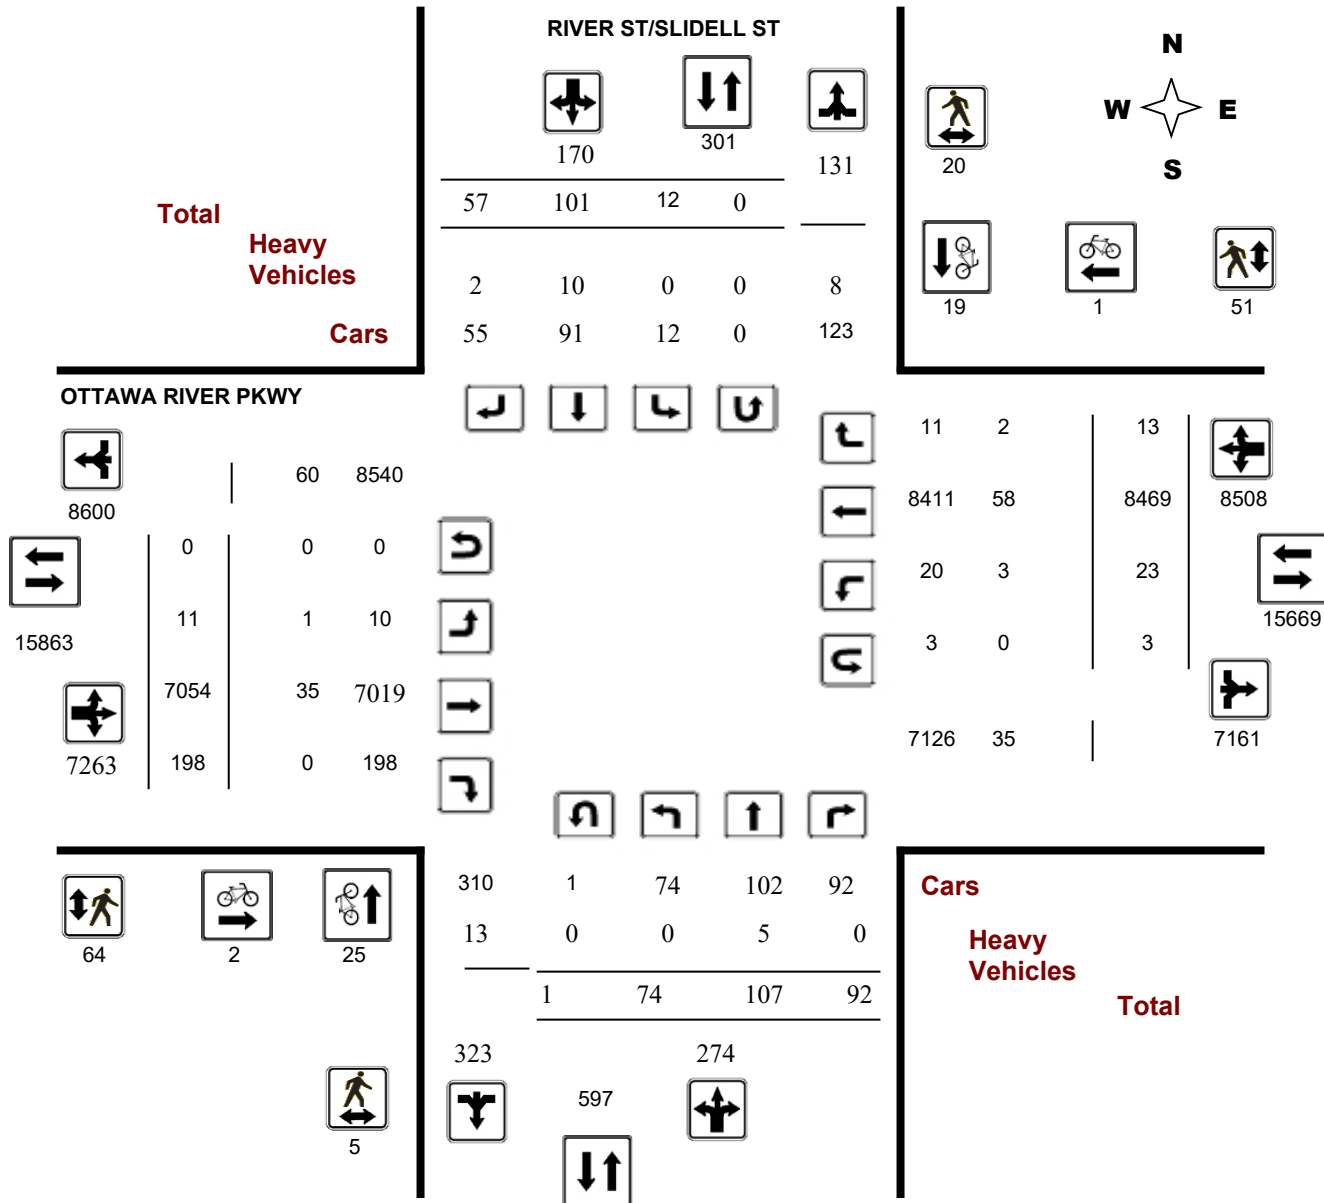 RIVER ST/SLIDELL ST
N
W E
S
170 301 131 20
57 101 12 0
Total
Heavy
Vehicles
2 10 0 0 8
Cars
55 91 12 0 123
19 1 51
OTTAWA RIVER PKWY
11 2 13
60 8540
8600
8411 58 8469 8508
0 0 0
20 3 23
15669
11 1 10
15863
3 0 3
7054 35 7019
7126 35 7161
7263 198 0 198
310 1 74 102 92
Cars
13 0 0 5 0
Heavy
Vehicles
64 2 25
1 74 107 92
Total
323 274
597
5